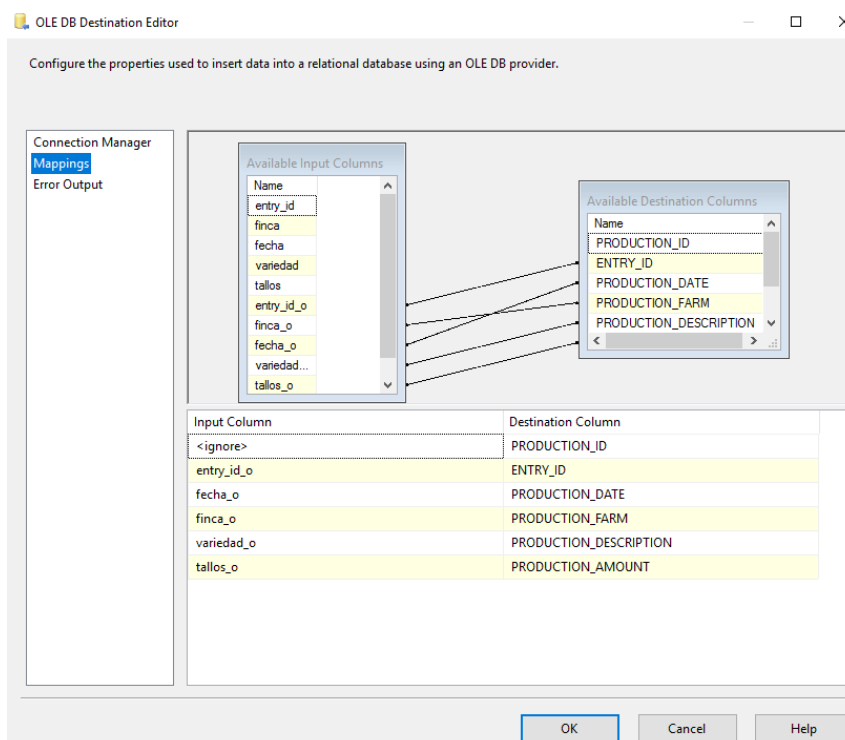 OLE DB Destination Editor
Configure the properties used to insert data into a relational database using an OLE DB provider.
Connection Manager
Mappings
Error Output
Available Input Columns
Name
entry_id
finca
fecha
variedad
tallos
entry_id_o
finca_o
fecha_o
variedad...
tallos_o
Available Destination Columns
Name
PRODUCTION_ID
ENTRY_ID
PRODUCTION_DATE
PRODUCTION_FARM
PRODUCTION_DESCRIPTION
Input Column Destination Column
<ignore> PRODUCTION_ID
entry_id_o ENTRY_ID
fecha_o PRODUCTION_DATE
finca_o PRODUCTION_FARM
variedad_o PRODUCTION_DESCRIPTION
tallos_o PRODUCTION_AMOUNT
OK Cancel Help